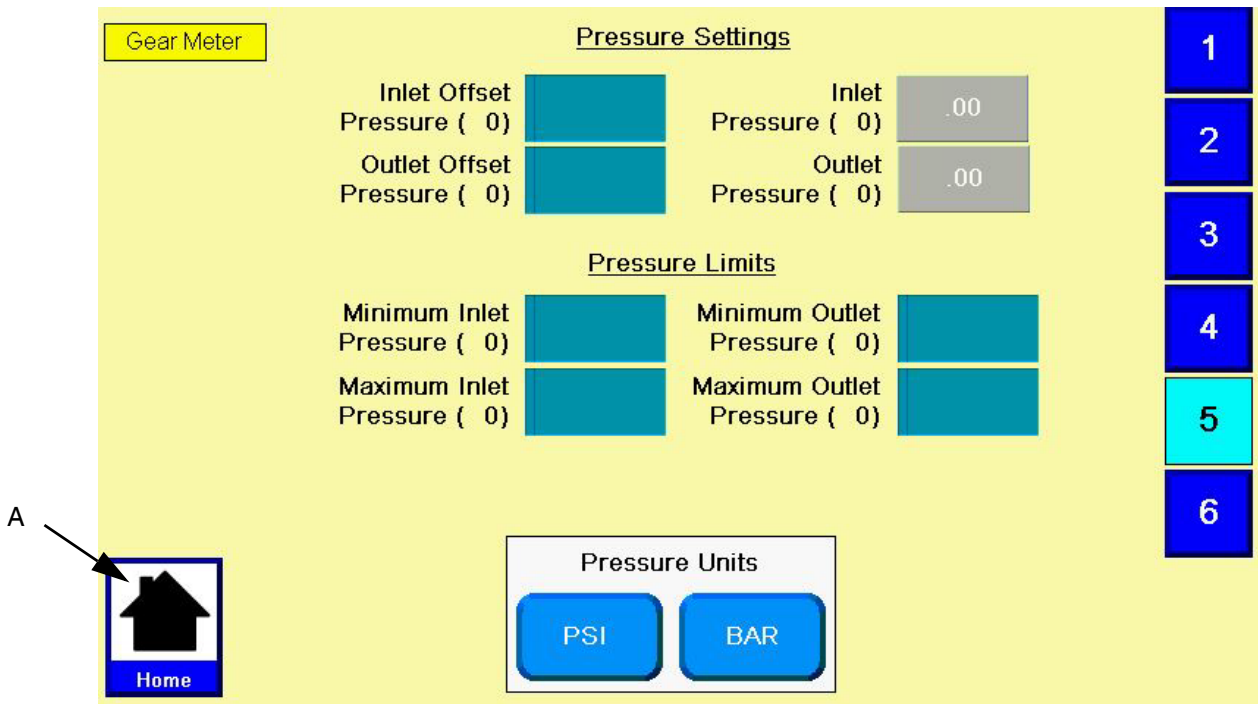 Gear Meter
Pressure Settings
Inlet Offset
Pressure (   0)
Inlet
Pressure (   0)
.00
Outlet Offset
Pressure (   0)
Outlet
Pressure (   0)
.00
Pressure Limits
Minimum Inlet
Pressure (   0)
Minimum Outlet
Pressure (   0)
Maximum Inlet
Pressure (   0)
Maximum Outlet
Pressure (   0)
1
2
3
4
5
6
A
Home
Pressure Units
PSI
BAR